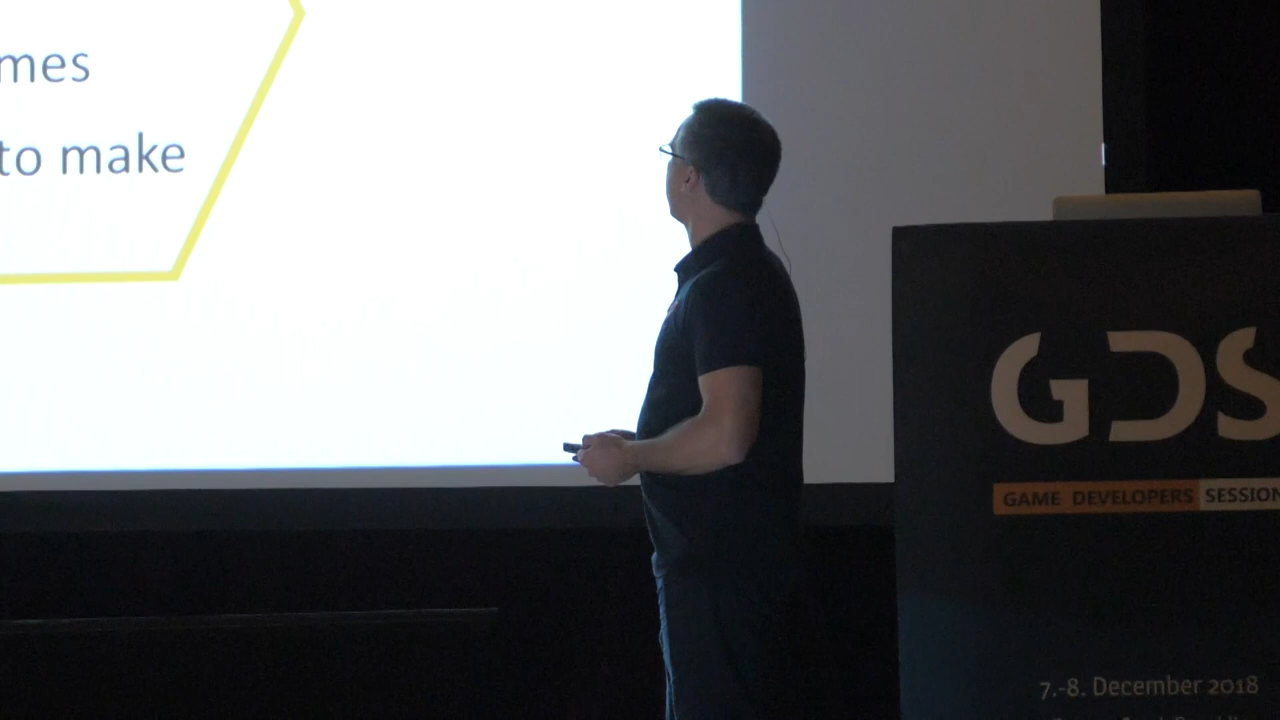 mes
to make
GDS
GAME DEVELOPERS SESSION
7.-8. December 2018